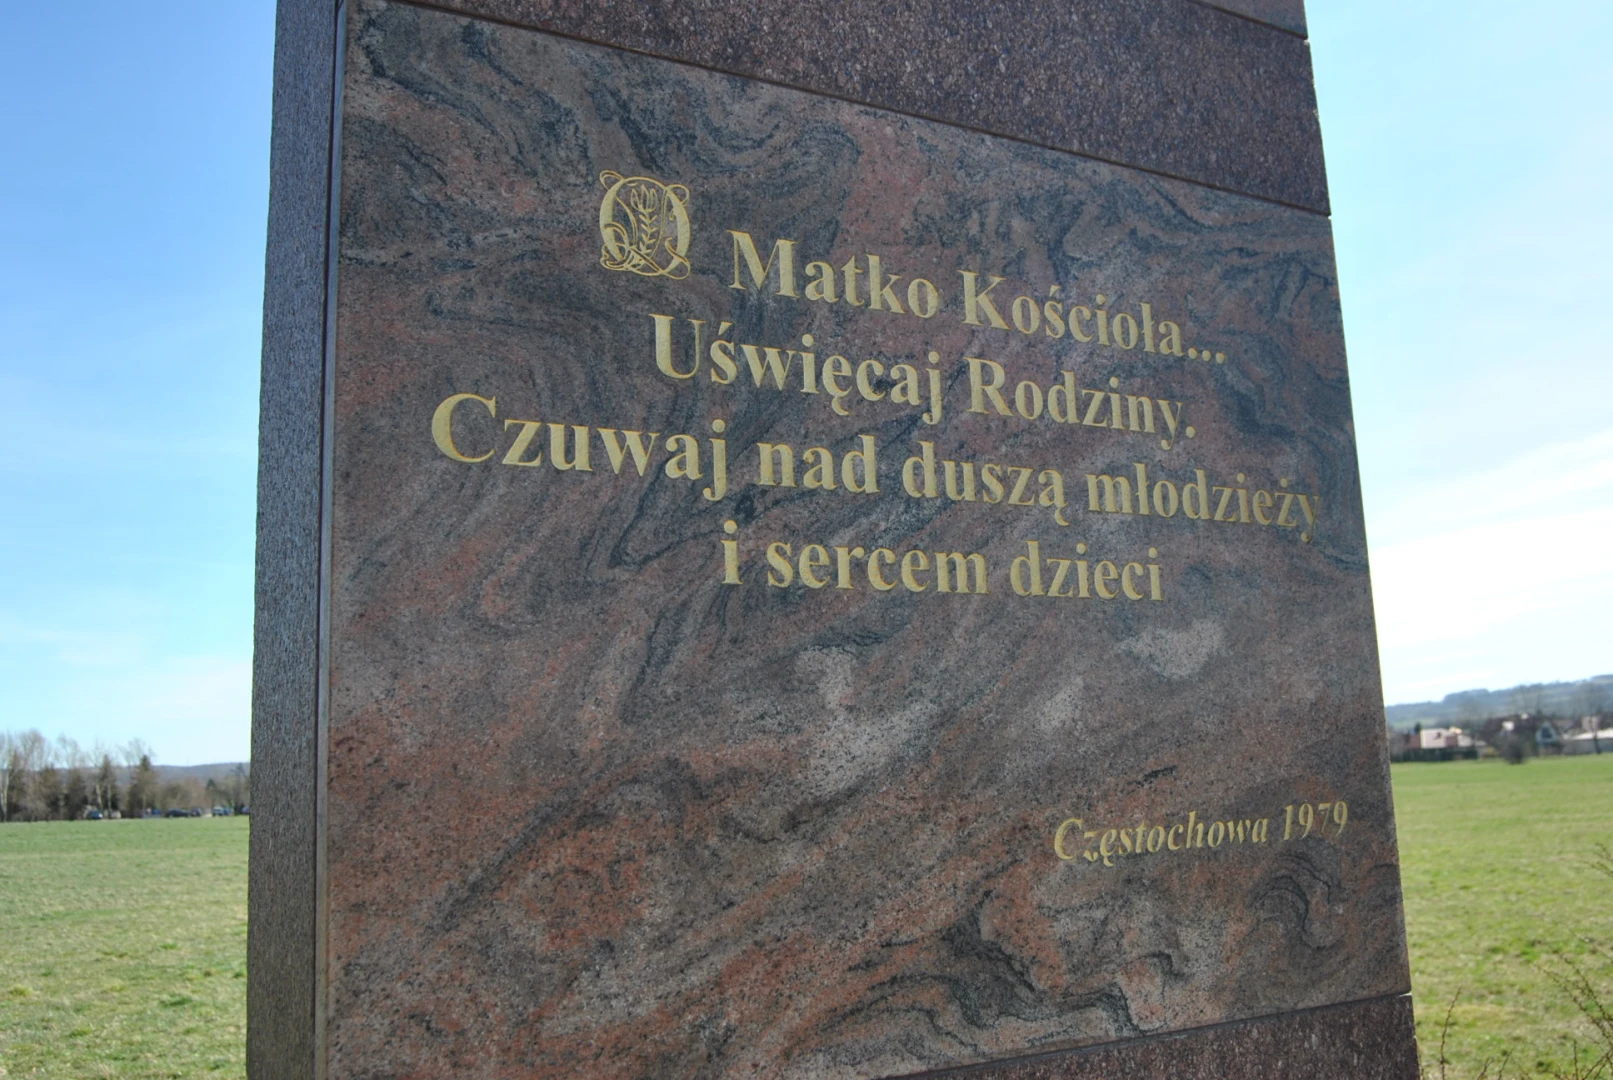 O Matko Kościoła...
Uświęcaj Rodziny.
Czuwaj nad duszą młodzieży
i sercem dzieci
Częstochowa 1979